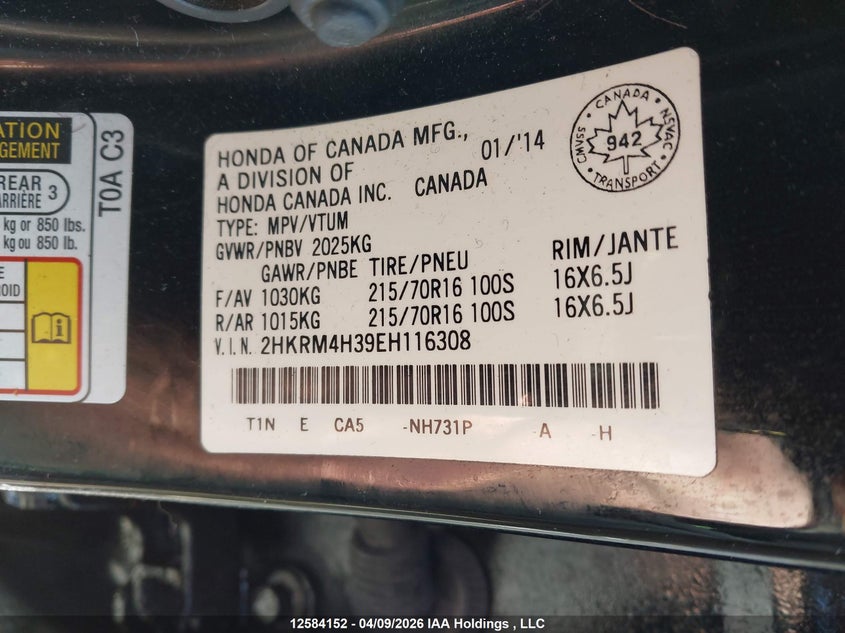 ATION
GEMENT
REAR
ARRIÈRE 3
kg or 850 lbs.
kg ou 850 lb.
E
OID
T0A C3
HONDA OF CANADA MFG., 01/'14
A DIVISION OF
HONDA CANADA INC. CANADA
TYPE: MPV/VTUM
GVWR/PNBV 2025KG
GAWR/PNBE TIRE/PNEU RIM/JANTE
F/AV 1030KG 215/70R16 100S 16X6.5J
R/AR 1015KG 215/70R16 100S 16X6.5J
V.I.N. 2HKRM4H39EH116308
T1N E CA5 -NH731P -A -H
CANADA
CMVSS 942 NSVAC
TRANSPORT
12584152 - 04/09/2026 IAA Holdings , LLC